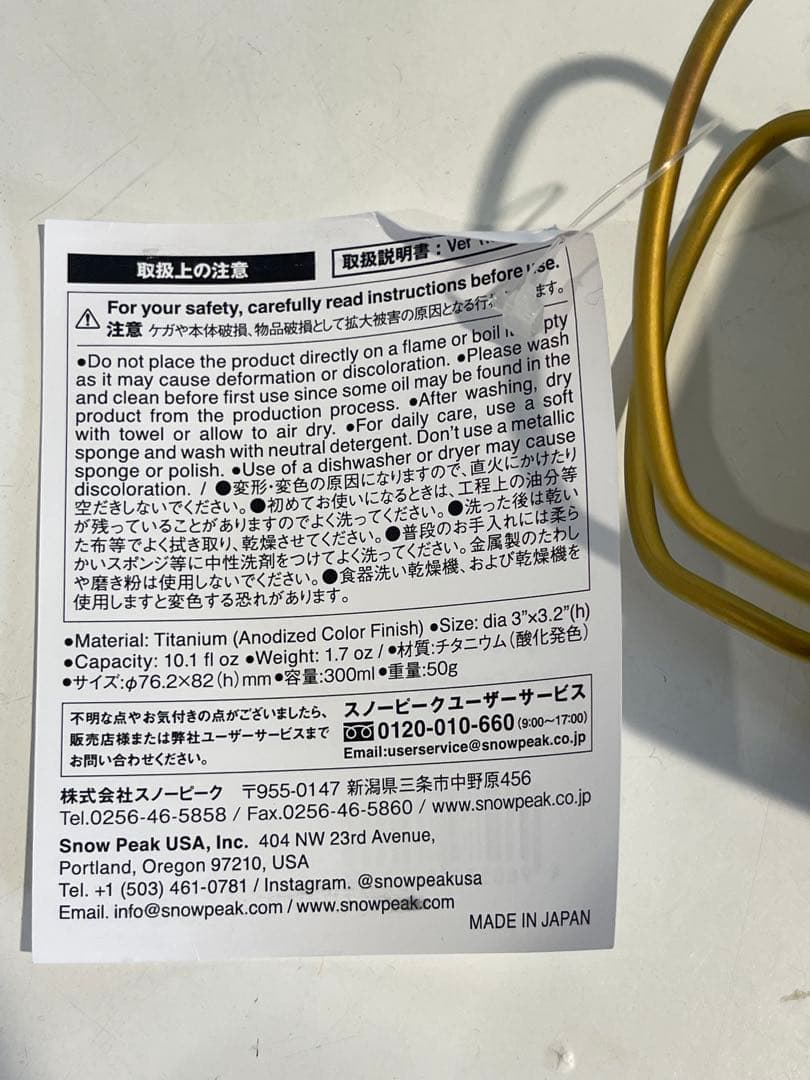 取扱上の注意
取扱説明書:Ver
For your safety, carefully read instructions before use.
注意 ケガや本体破損、物品破損として拡大被害の原因となる行 ます。
●Do not place the product directly on a flame or boil it pty
as it may cause deformation or discoloration. ●Please wash
and clean before first use since some oil may be found in the
product from the production process. ●After washing, dry
with towel or allow to air dry. ●For daily care, use a soft
sponge and wash with neutral detergent. Don't use a metallic
sponge or polish. ●Use of a dishwasher or dryer may cause
discoloration. / ●変形・変色の原因になりますので、直火にかけたり
空だきしないでください。●初めてお使いになるときは、工程上の油分等
が残っていることがありますのでよく洗ってください。●洗った後は乾い
た布等でよく拭き取り、乾燥させてください。●普段のお手入れには柔ら
かいスポンジ等に中性洗剤をつけてよく洗ってください。金属製のたわし
や磨き粉は使用しないでください。●食器洗い乾燥機、および乾燥機を
使用しますと変色する恐れがあります。
●Material: Titanium (Anodized Color Finish) ●Size: dia 3"×3.2"(h)
●Capacity: 10.1 fl oz ●Weight: 1.7 oz / ●材質:チタニウム(酸化発色)
●サイズ:φ76.2×82(h)mm ●容量:300ml ●重量:50g
不明な点やお気付きの点がございましたら、
販売店様または弊社ユーザーサービスまで
お問い合わせください。
スノーピークユーザーサービス
0120-010-660 (9:00〜17:00)
Email:userservice@snowpeak.co.jp
株式会社スノーピーク 〒955-0147 新潟県三条市中野原456
Tel.0256-46-5858 / Fax.0256-46-5860 / www.snowpeak.co.jp
Snow Peak USA, Inc. 404 NW 23rd Avenue,
Portland, Oregon 97210, USA
Tel. +1 (503) 461-0781 / Instagram. @snowpeakusa
Email. info@snowpeak.com / www.snowpeak.com
MADE IN JAPAN